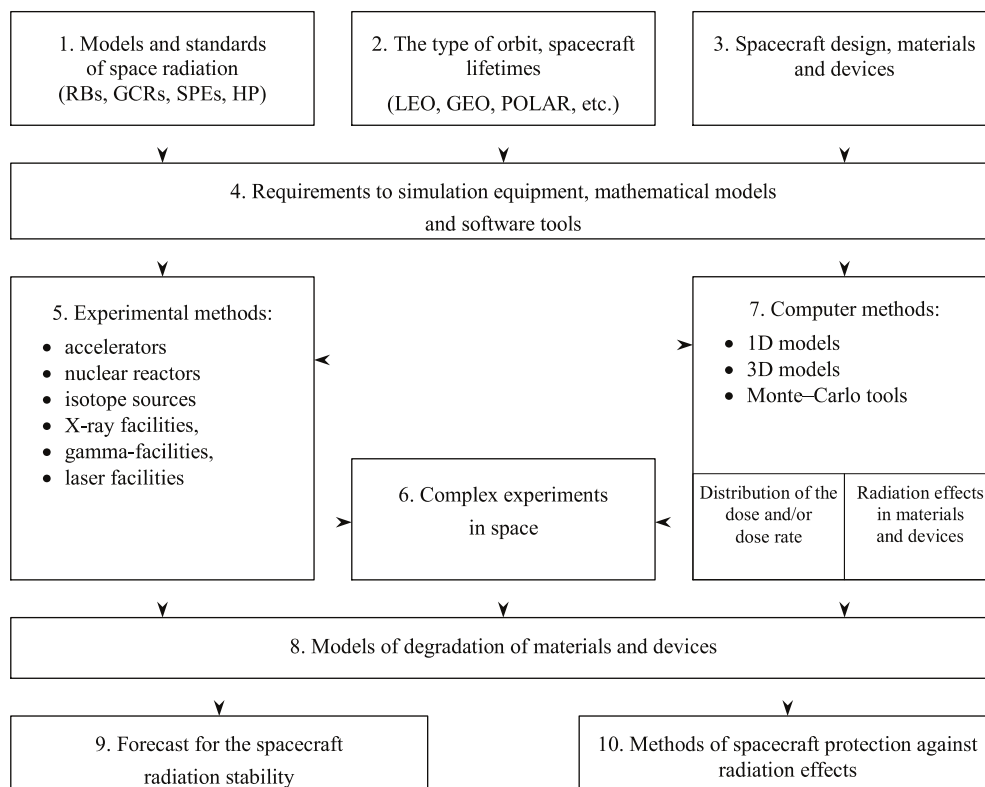 1. Models and standards
of space radiation
(RBs, GCRs, SPEs, HP)
2. The type of orbit, spacecraft
lifetimes
(LEO, GEO, POLAR, etc.)
3. Spacecraft design, materials
and devices
4. Requirements to simulation equipment, mathematical models
and software tools
5. Experimental methods:
• accelerators
• nuclear reactors
• isotope sources
• X-ray facilities,
• gamma-facilities,
• laser facilities
6. Complex experiments
in space
7. Computer methods:
• 1D models
• 3D models
• Monte–Carlo tools
Distribution of the
dose and/or
dose rate
Radiation effects
in materials
and devices
8. Models of degradation of materials and devices
9. Forecast for the spacecraft
radiation stability
10. Methods of spacecraft protection against
radiation effects